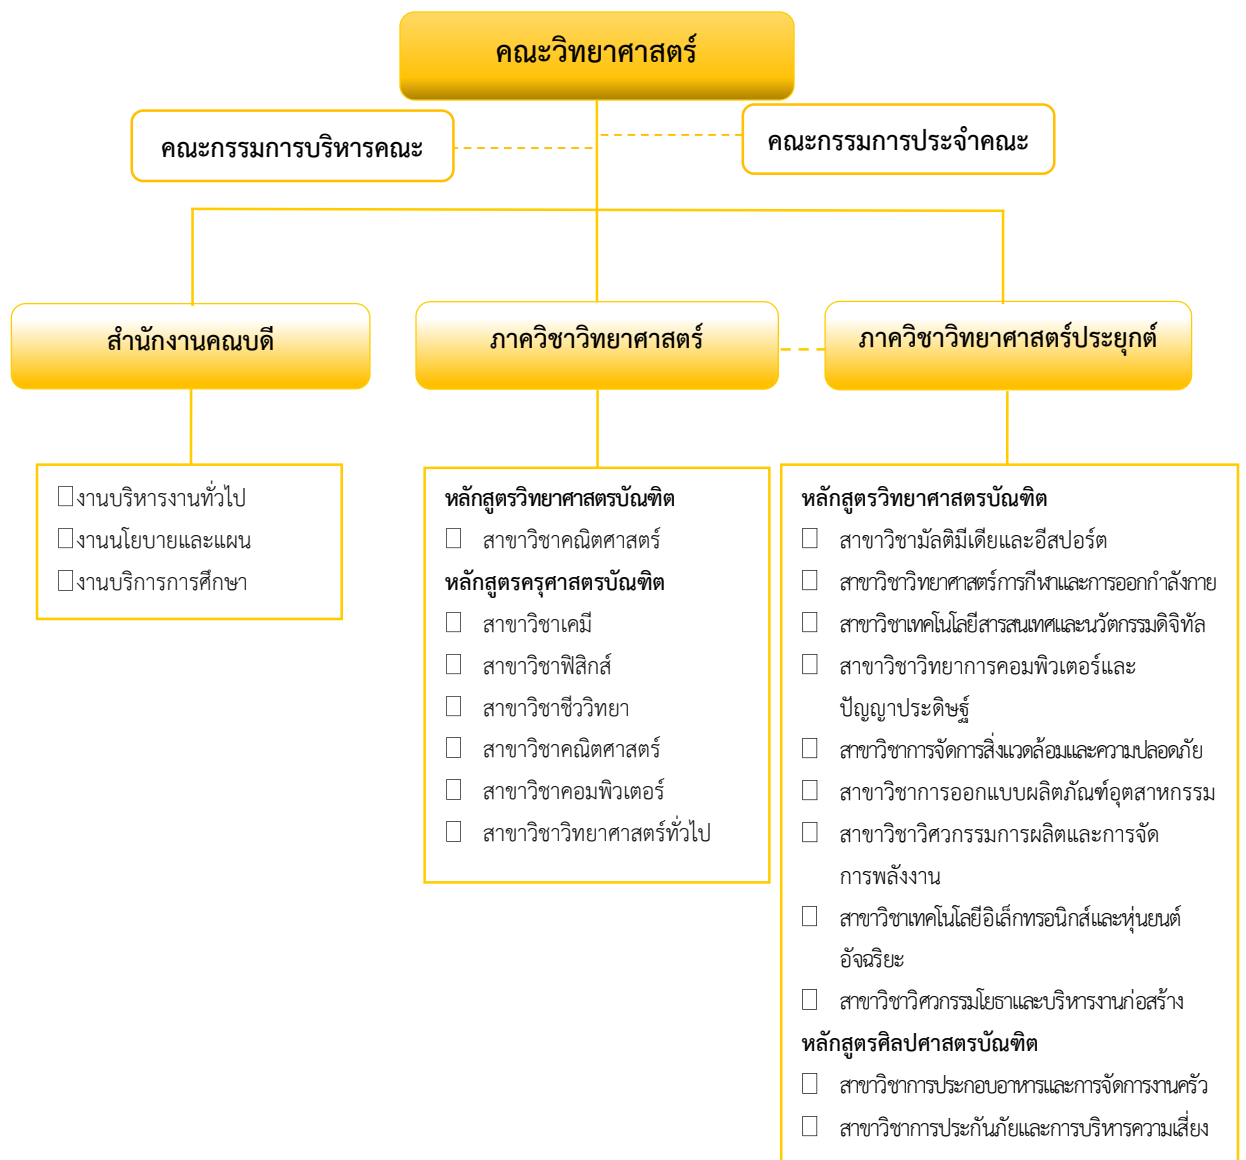 คณะวิทยาศาสตร์
คณะกรรมการบริหารคณะ
คณะกรรมการประจำคณะ
สำนักงานคณบดี
งานบริหารงานทั่วไป
งานนโยบายและแผน
งานบริการการศึกษา
ภาควิชาวิทยาศาสตร์
หลักสูตรวิทยาศาสตรบัณฑิต
สาขาวิชาคณิตศาสตร์
หลักสูตรครุศาสตรบัณฑิต
สาขาวิชาเคมี
สาขาวิชาฟิสิกส์
สาขาวิชาชีววิทยา
สาขาวิชาคณิตศาสตร์
สาขาวิชาคอมพิวเตอร์
สาขาวิชาวิทยาศาสตร์ทั่วไป
ภาควิชาวิทยาศาสตร์ประยุกต์
หลักสูตรวิทยาศาสตรบัณฑิต
สาขาวิชามัลติมีเดียและอีสปอร์ต
สาขาวิชาวิทยาศาสตร์การกีฬาและการออกกำลังกาย
สาขาวิชาเทคโนโลยีสารสนเทศและนวัตกรรมดิจิทัล
สาขาวิชาวิทยาการคอมพิวเตอร์และ
ปัญญาประดิษฐ์
สาขาวิชาการจัดการสิ่งแวดล้อมและความปลอดภัย
สาขาวิชาการออกแบบผลิตภัณฑ์อุตสาหกรรม
สาขาวิชาวิศวกรรมการผลิตและการจัด
การพลังงาน
สาขาวิชาเทคโนโลยีอิเล็กทรอนิกส์และหุ่นยนต์
อัจฉริยะ
สาขาวิชาวิศวกรรมโยธาและบริหารงานก่อสร้าง
หลักสูตรศิลปศาสตรบัณฑิต
สาขาวิชาการประกอบอาหารและการจัดการงานครัว
สาขาวิชาการประกันภัยและการบริหารความเสี่ยง